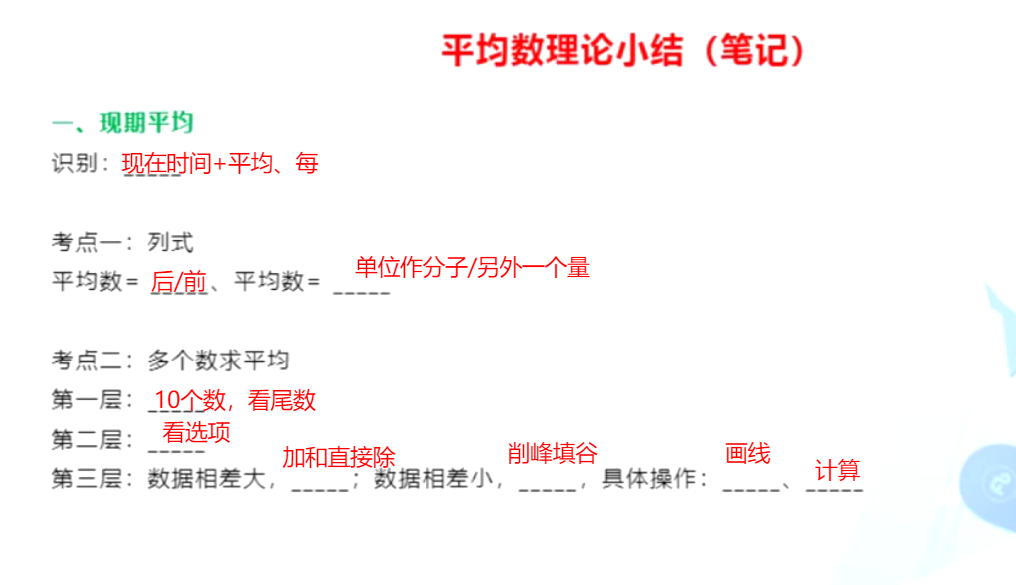 平均数理论小结（笔记）
一、现期平均
识别：现在时间+平均、每
考点一：列式
平均数= 后/前、平均数= 单位作分子/另外一个量
考点二：多个数求平均
第一层：10个数，看尾数
第二层：看选项
第三层：数据相差大，加和直接除；数据相差小，削峰填谷，具体操作：画线、计算